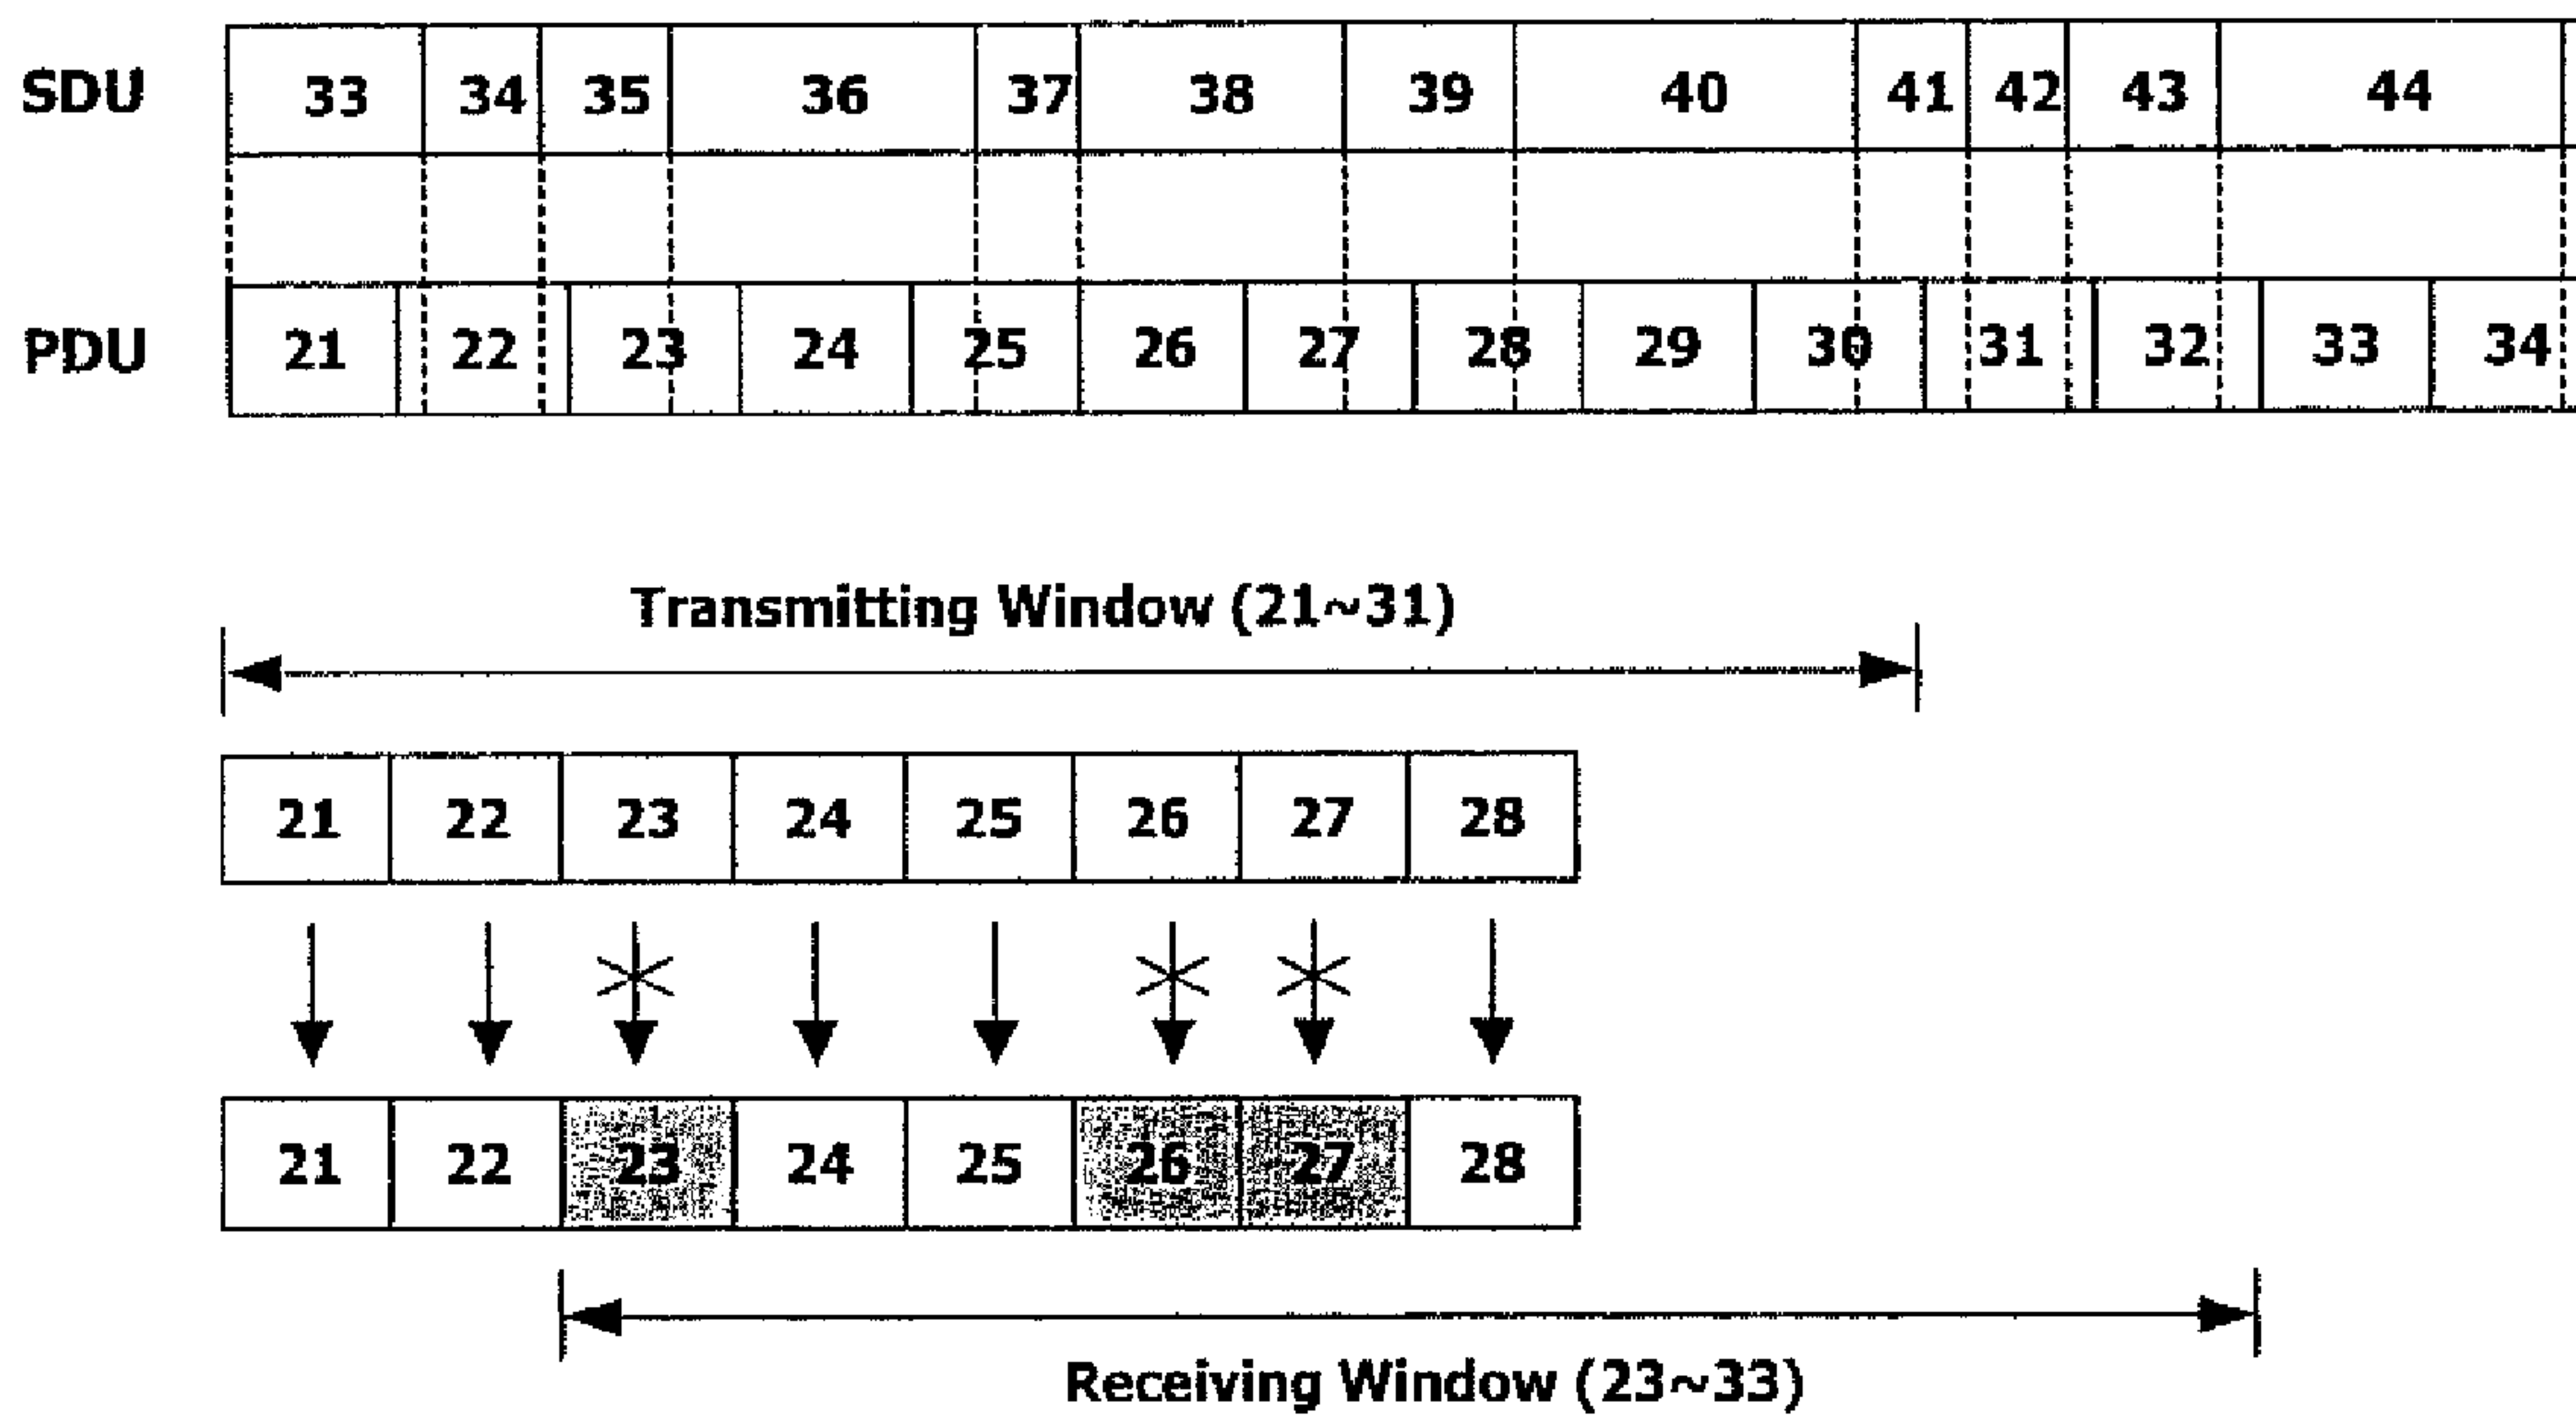 SDU 33 34 35 36 37 38 39 40 41 42 43 44
PDU 21 22 23 24 25 26 27 28 29 30 31 32 33 34
Transmitting Window (21~31)
21 22 23 24 25 26 27 28
21 22 23 24 25 26 27 28
Receiving Window (23~33)